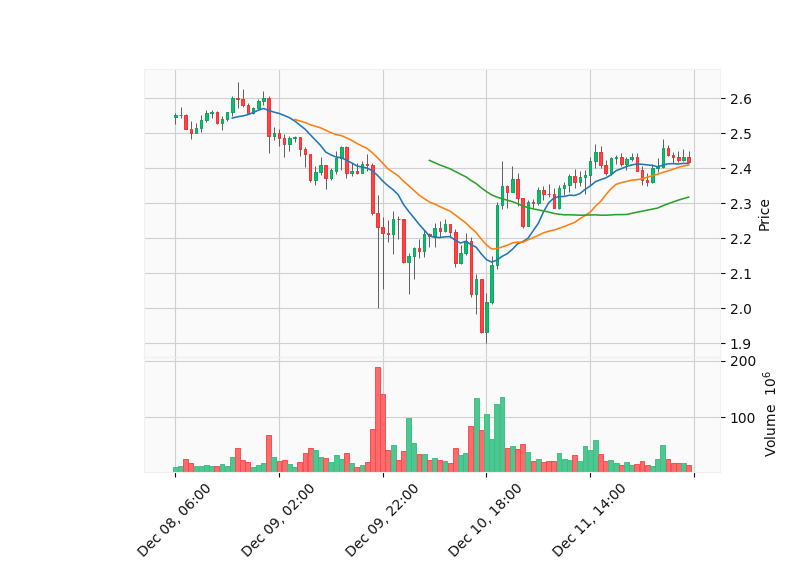 2.6
2.5
2.4
2.3
2.2
2.1
2.0
1.9
Price
200
100
Volume 10^6
Dec 08, 06:00
Dec 09, 02:00
Dec 09, 22:00
Dec 10, 18:00
Dec 11, 14:00